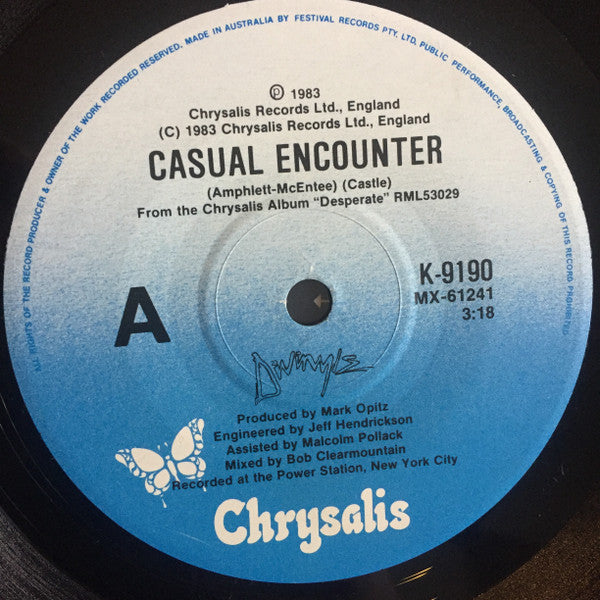 ALL RIGHTS OF THE RECORD PRODUCER & OWNER OF THE WORK RECORDED RESERVED. MADE IN AUSTRALIA BY FESTIVAL RECORDS PTY. LTD. PUBLIC PERFORMANCE, BROADCASTING & COPYING OF THIS RECORD PROHIBITED
℗ 1983
Chrysalis Records Ltd., England
(C) 1983 Chrysalis Records Ltd., England
CASUAL ENCOUNTER
(Amphlett-McEntee) (Castle)
From the Chrysalis Album "Desperate" RML53029
K-9190
MX-61241
3:18
A
Divinyls
Produced by Mark Opitz
Engineered by Jeff Hendrickson
Assisted by Malcolm Pollack
Mixed by Bob Clearmountain
Recorded at the Power Station, New York City
Chrysalis